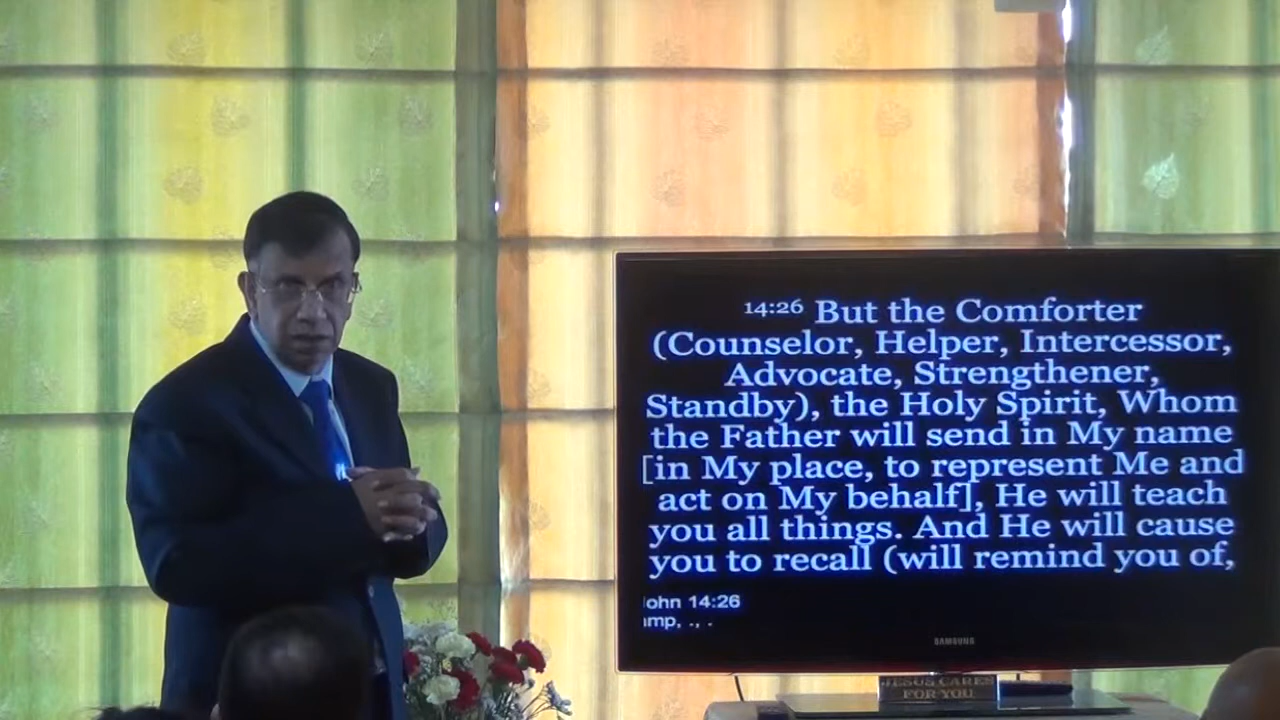 14:26 But the Comforter
(Counselor, Helper, Intercessor,
Advocate, Strengthener,
Standby), the Holy Spirit, Whom
the Father will send in My name
[in My place, to represent Me and
act on My behalf], He will teach
you all things. And He will cause
you to recall (will remind you of,
ohn 14:26
mp, ., .
SAMSUNG
JESUS CARES
FOR YOU